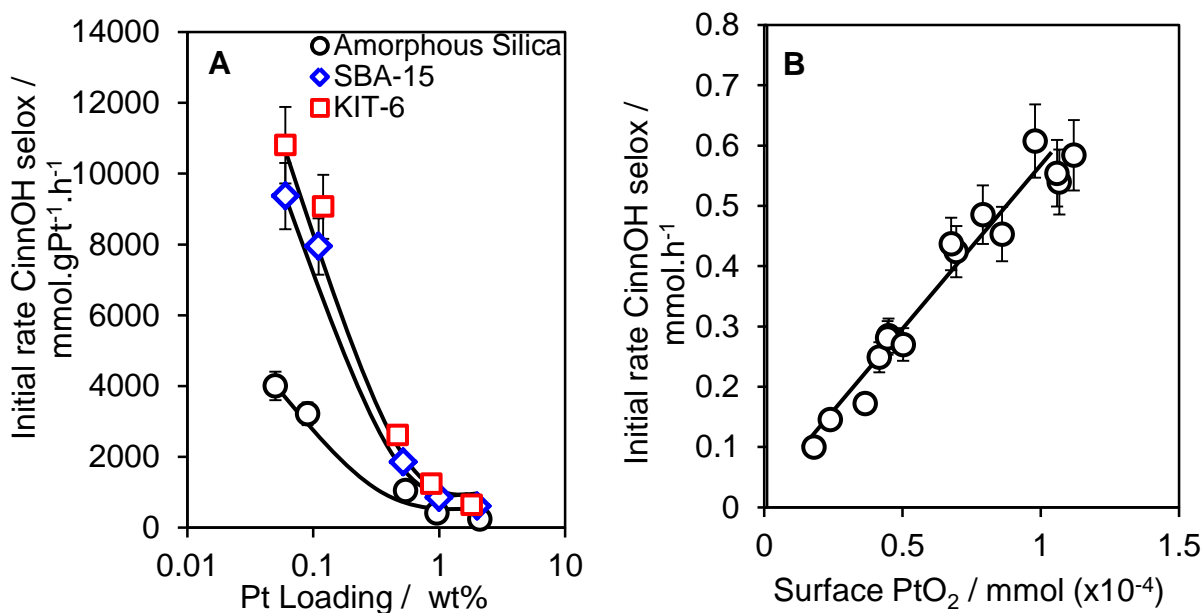 A
Amorphous Silica
SBA-15
KIT-6
Initial rate CinnOH selox /
mmol.gPt⁻¹.h⁻¹
14000
12000
10000
8000
6000
4000
2000
0
0.01 0.1 1 10
Pt Loading / wt%
B
Initial rate CinnOH selox /
mmol.h⁻¹
0.8
0.7
0.6
0.5
0.4
0.3
0.2
0.1
0
0 0.5 1 1.5
Surface PtO₂ / mmol (x10⁻⁴)